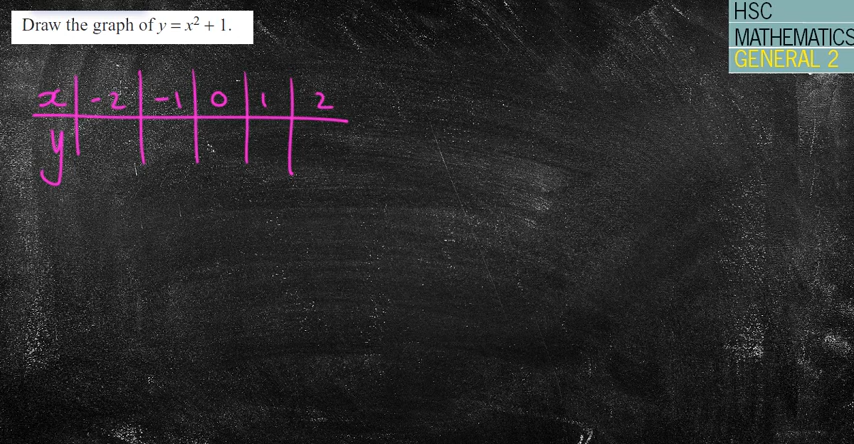 Draw the graph of y = x² + 1.
HSC
MATHEMATICS
GENERAL 2
x -2 -1 0 1 2
y